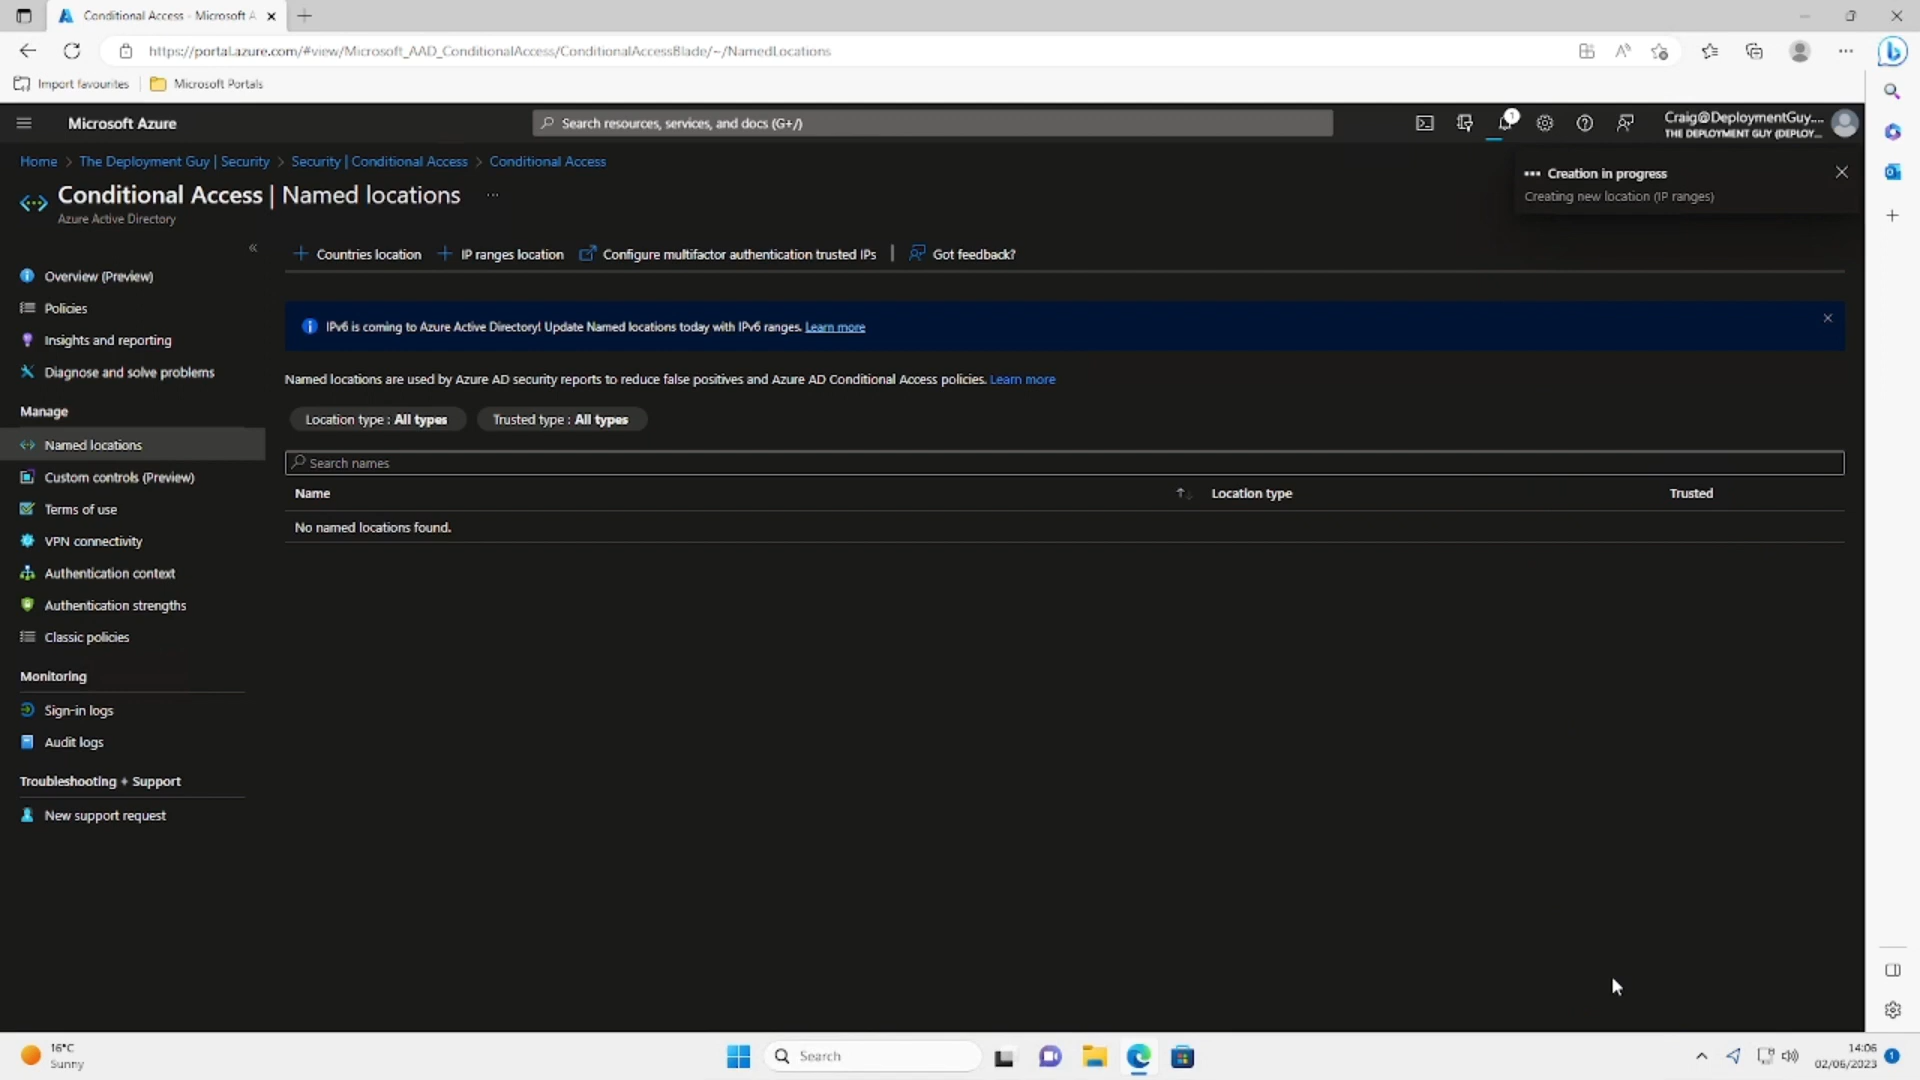 Conditional Access - Microsoft A
https://portal.azure.com/#view/Microsoft_AAD_ConditionalAccess/ConditionalAccessBlade/~/NamedLocations
Import favourites
Microsoft Portals
Microsoft Azure
Search resources, services, and docs (G+/)
1
Craig@DeploymentGuy....
THE DEPLOYMENT GUY (DEPLOY...
Home > The Deployment Guy | Security > Security | Conditional Access > Conditional Access
Conditional Access | Named locations ...
Azure Active Directory
Creation in progress
Creating new location (IP ranges)
Countries location
IP ranges location
Configure multifactor authentication trusted IPs
Got feedback?
Overview (Preview)
Policies
Insights and reporting
Diagnose and solve problems
Manage
Named locations
Custom controls (Preview)
Terms of use
VPN connectivity
Authentication context
Authentication strengths
Classic policies
Monitoring
Sign-in logs
Audit logs
Troubleshooting + Support
New support request
IPv6 is coming to Azure Active Directory! Update Named locations today with IPv6 ranges. Learn more
Named locations are used by Azure AD security reports to reduce false positives and Azure AD Conditional Access policies. Learn more
Location type : All types
Trusted type : All types
Search names
Name
Location type
Trusted
No named locations found.
16°C
Sunny
Search
14:06
02/06/2023
1